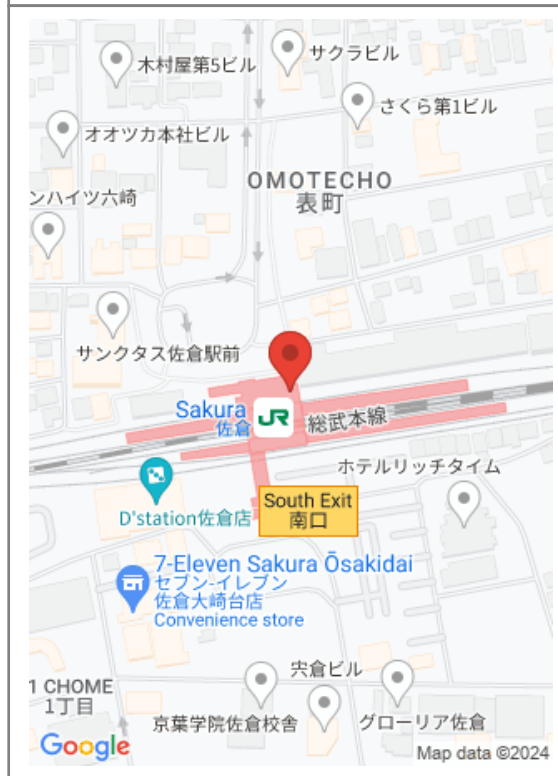 サクラビル
木村屋第5ビル
さくら第1ビル
オオツカ本社ビル
OMOTECHO
表町
ンハイツ六崎
サンクタス佐倉駅前
Sakura
佐倉
JR
総武本線
ホテルリッチタイム
South Exit
南口
D'station佐倉店
7-Eleven Sakura Ōsakidai
セブン-イレブン
佐倉大崎台店
Convenience store
宍倉ビル
1 CHOME
1丁目
京葉学院佐倉校舎
グローリア佐倉
Google
Map data ©2024